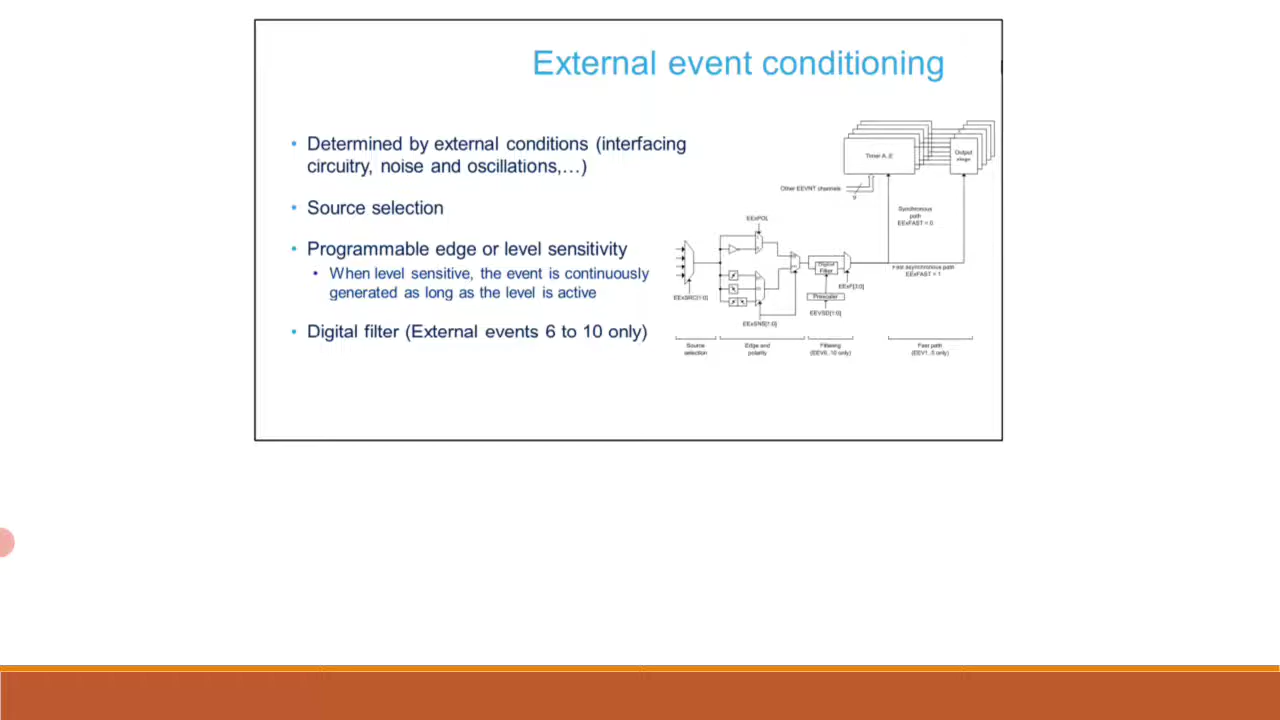 External event conditioning
• Determined by external conditions (interfacing
circuitry, noise and oscillations,…)
• Source selection
• Programmable edge or level sensitivity
• When level sensitive, the event is continuously
generated as long as the level is active
• Digital filter (External events 6 to 10 only)
Timer A..E
Output
stage
Other EEVNT channels
9
Synchronous
path
EExFAST = 0
Fast asynchronous path
EExFAST = 1
EExPOL
Digital
Filter
EExF[3:0]
Prescaler
EEVSD[1:0]
EExSRC[1:0]
EExSNS[1:0]
Source
selection
Edge and
polarity
Filtering
(EEV6..10 only)
Fast path
(EEV1..5 only)